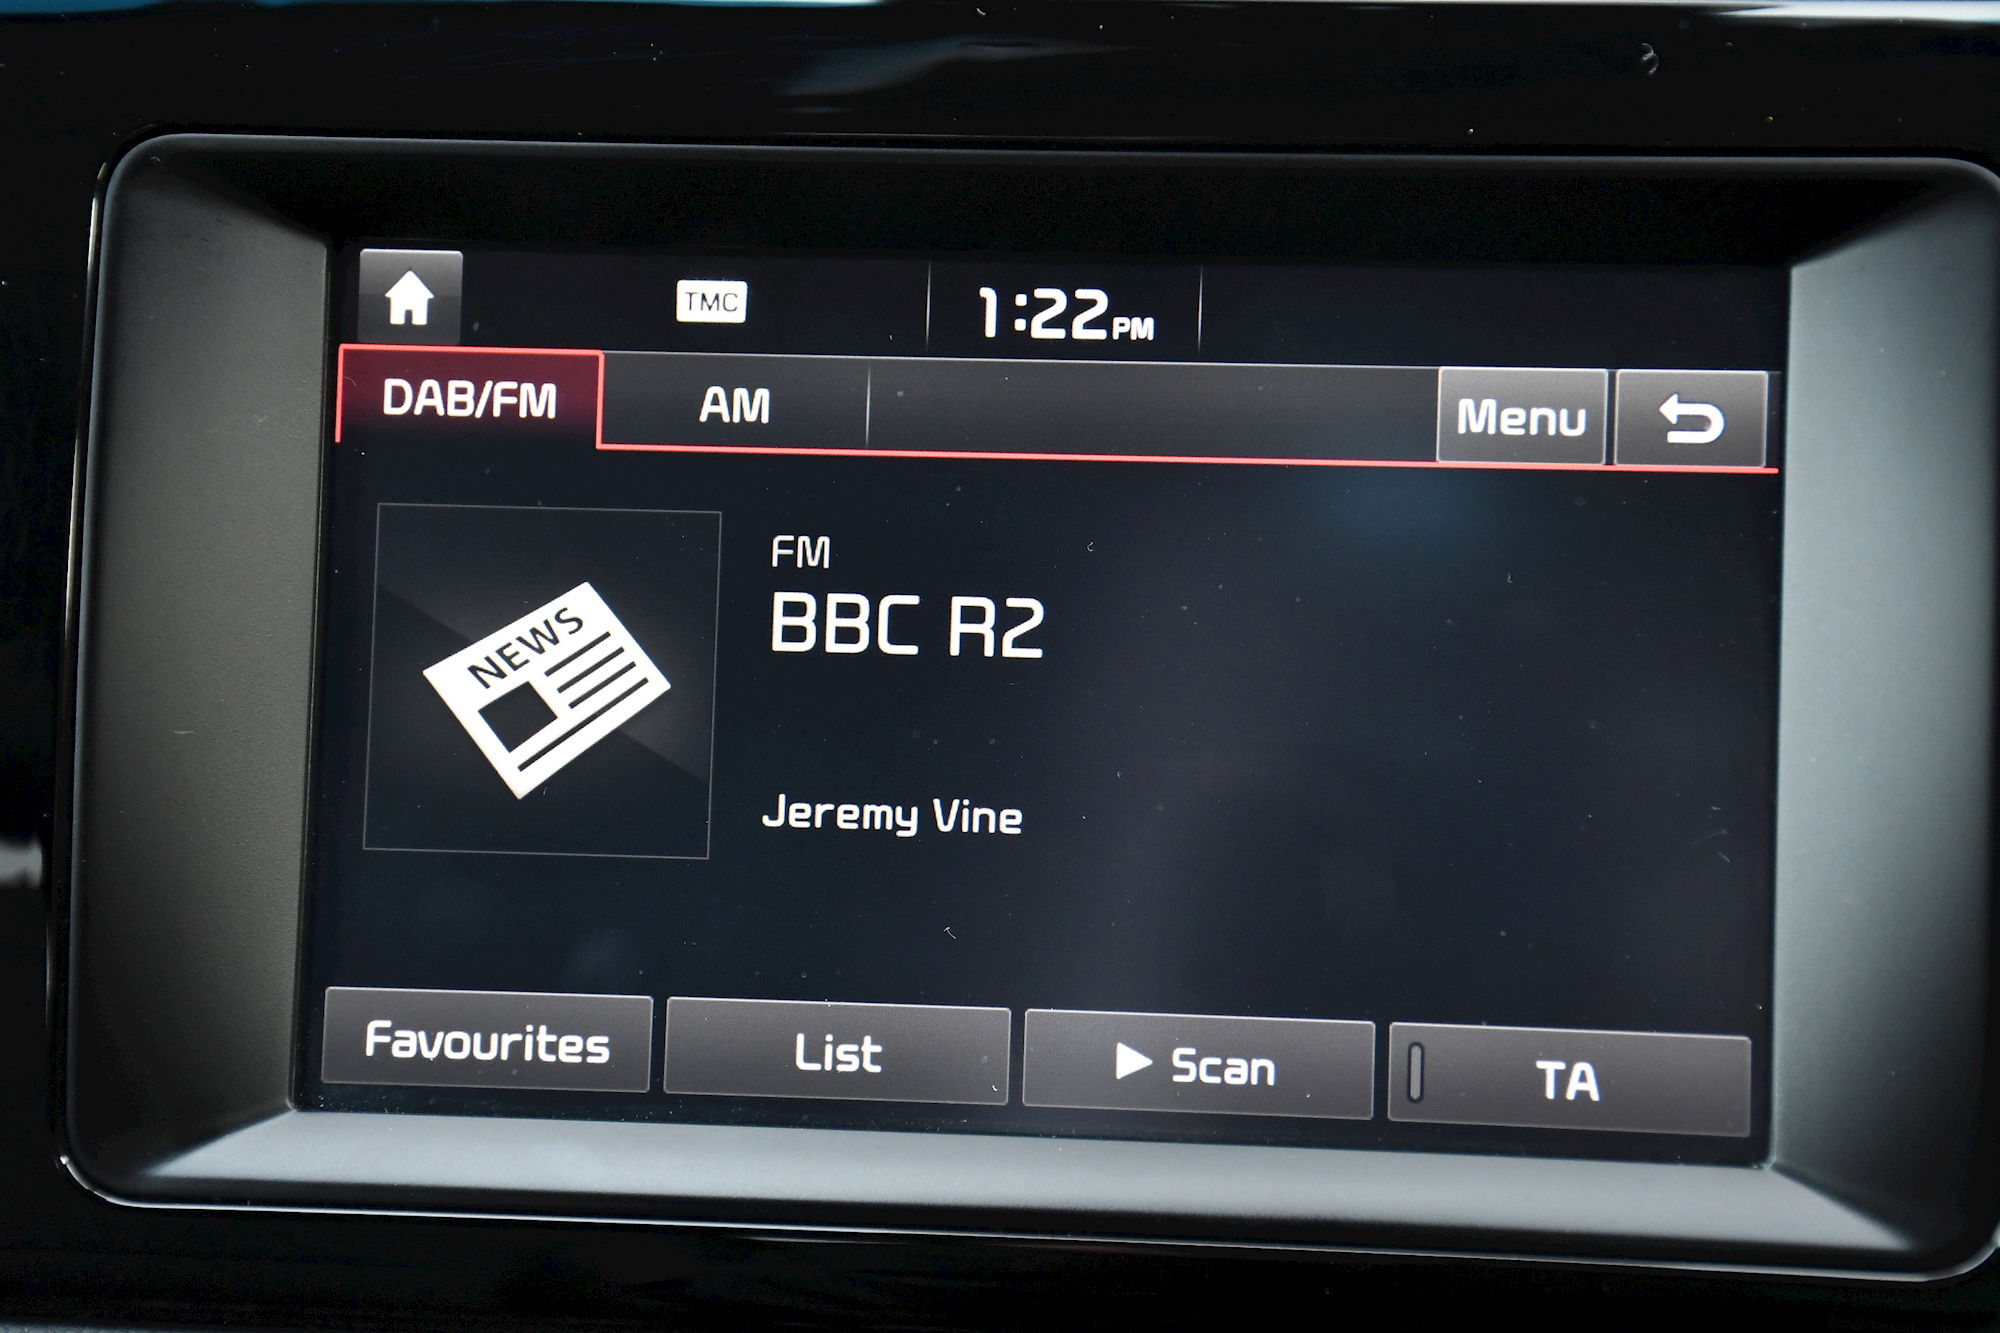 TMC
1:22PM
DAB/FM
AM
Menu
FM
BBC R2
NEWS
Jeremy Vine
Favourites
List
Scan
TA